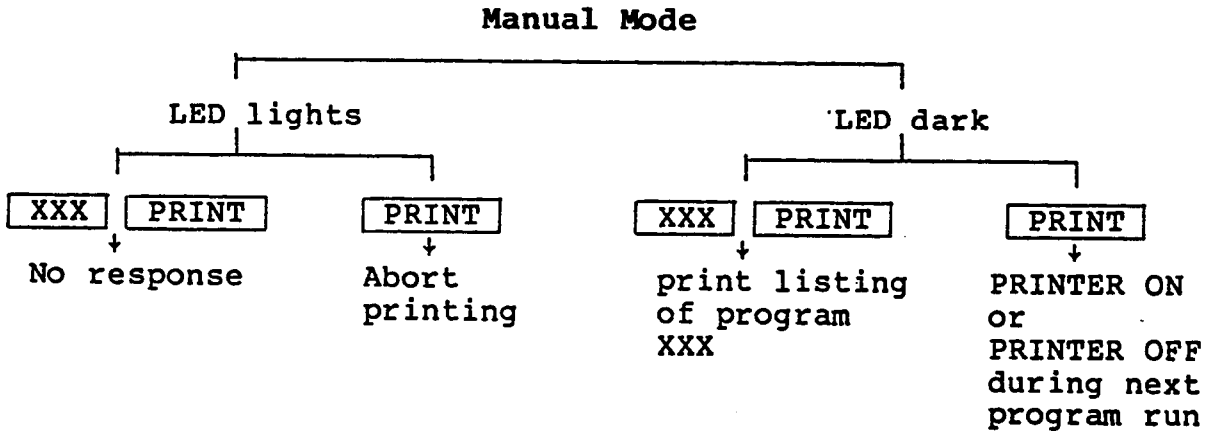 Manual Mode
LED lights
LED dark
XXX PRINT
PRINT
XXX PRINT
PRINT
No response
Abort
printing
print listing
of program
XXX
PRINTER ON
or
PRINTER OFF
during next
program run